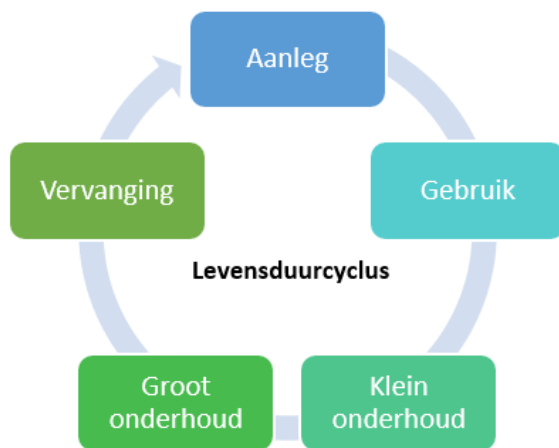 Aanleg
Gebruik
Klein
onderhoud
Groot
onderhoud
Vervanging
Levensduurcyclus